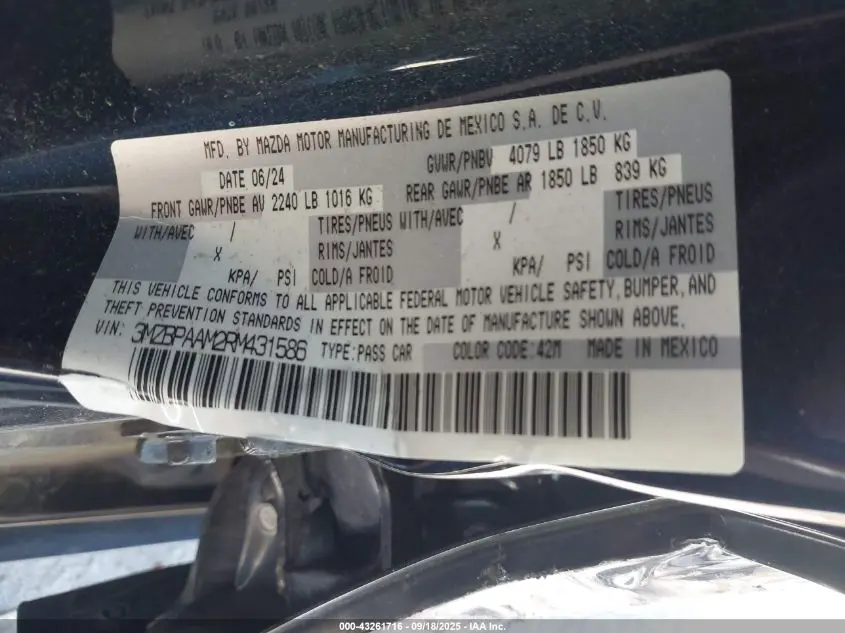 MFD. BY MAZDA MOTOR MANUFACTURING DE MEXICO S.A. DE C.V.
DATE 06/24 GVWR/PNBV 4079 LB 1850 KG
FRONT GAWR/PNBE AV 2240 LB 1016 KG REAR GAWR/PNBE AR 1850 LB 839 KG
WITH/AVEC / TIRES/PNEUS WITH/AVEC / TIRES/PNEUS
X RIMS/JANTES X RIMS/JANTES
KPA/ PSI COLD/A FROID KPA/ PSI COLD/A FROID
THIS VEHICLE CONFORMS TO ALL APPLICABLE FEDERAL MOTOR VEHICLE SAFETY, BUMPER, AND
THEFT PREVENTION STANDARDS IN EFFECT ON THE DATE OF MANUFACTURE SHOWN ABOVE.
VIN: 3MZBPAAM2RM431586 TYPE:PASS CAR COLOR CODE:42M MADE IN MEXICO
000-43261716 - 09/18/2025 - IAA Inc.